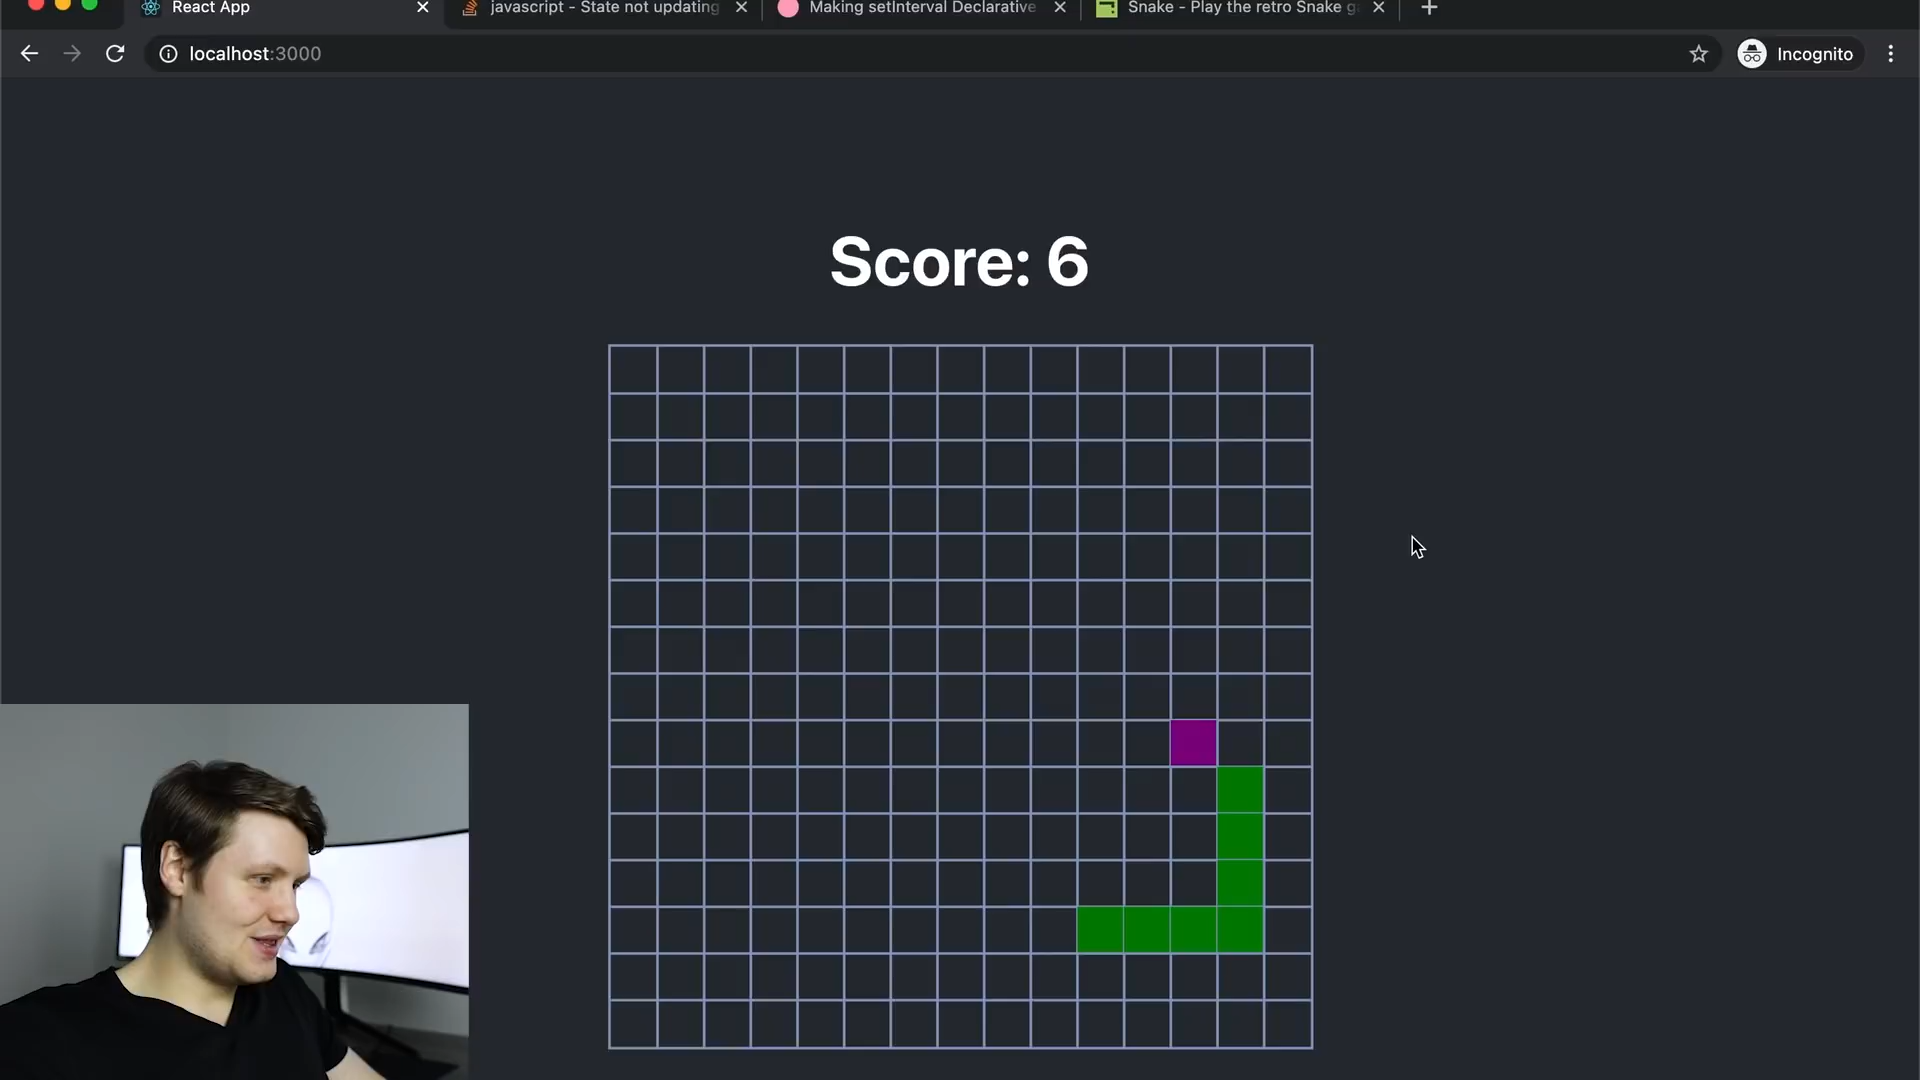 React App
javascript - State not updating
Making setInterval Declarative
Snake - Play the retro Snake g
localhost:3000
Incognito
Score: 6